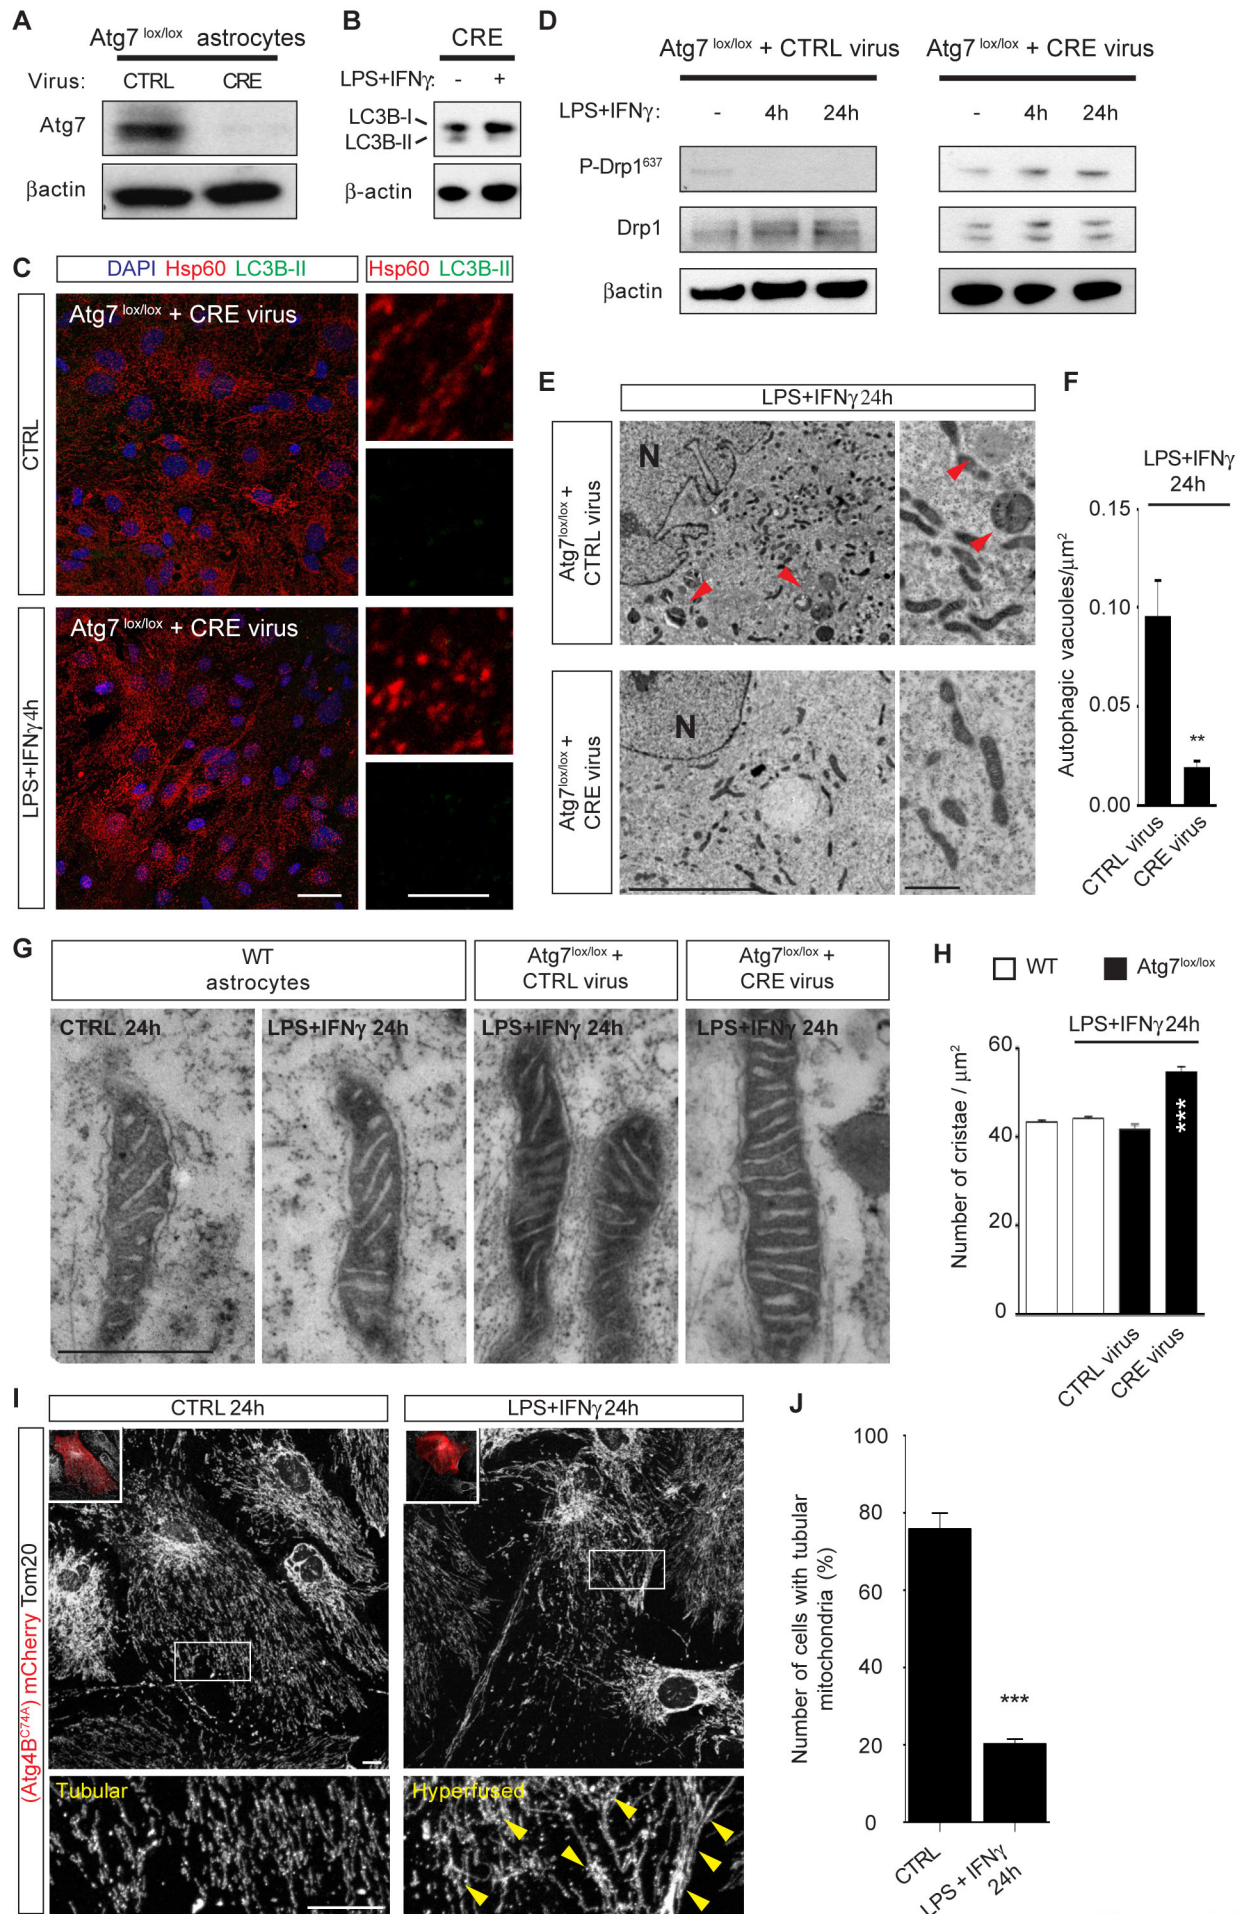 A
Atg7 lox/lox astrocytes
Virus: CTRL CRE
Atg7
βactin
B
CRE
LPS+IFNγ: - +
LC3B-I
LC3B-II
β-actin
D
Atg7 lox/lox + CTRL virus Atg7 lox/lox + CRE virus
LPS+IFNγ: - 4h 24h - 4h 24h
P-Drp1637
Drp1
βactin
C
DAPI Hsp60 LC3B-II Hsp60 LC3B-II
CTRL
Atg7 lox/lox + CRE virus
LPS+IFNγ4h
Atg7 lox/lox + CRE virus
E
LPS+IFNγ24h
Atg7lox/lox +
CTRL virus
N
Atg7lox/lox +
CRE virus
N
F
LPS+IFNγ
24h
Autophagic vacuoles/μm2
0.15
0.10
0.05
0.00
**
CTRL virus
CRE virus
G
WT
astrocytes
Atg7lox/lox +
CTRL virus
Atg7lox/lox +
CRE virus
CTRL 24h LPS+IFNγ 24h LPS+IFNγ 24h LPS+IFNγ 24h
H
WT Atg7lox/lox
LPS+IFNγ24h
Number of cristae / μm2
60
40
20
0
***
CTRL virus
CRE virus
I
CTRL 24h LPS+IFNγ24h
(Atg4BC74A) mCherry Tom20
Tubular Hyperfused
J
Number of cells with tubular
mitochondria (%)
100
80
60
40
20
0
***
CTRL
LPS + IFNγ
24h